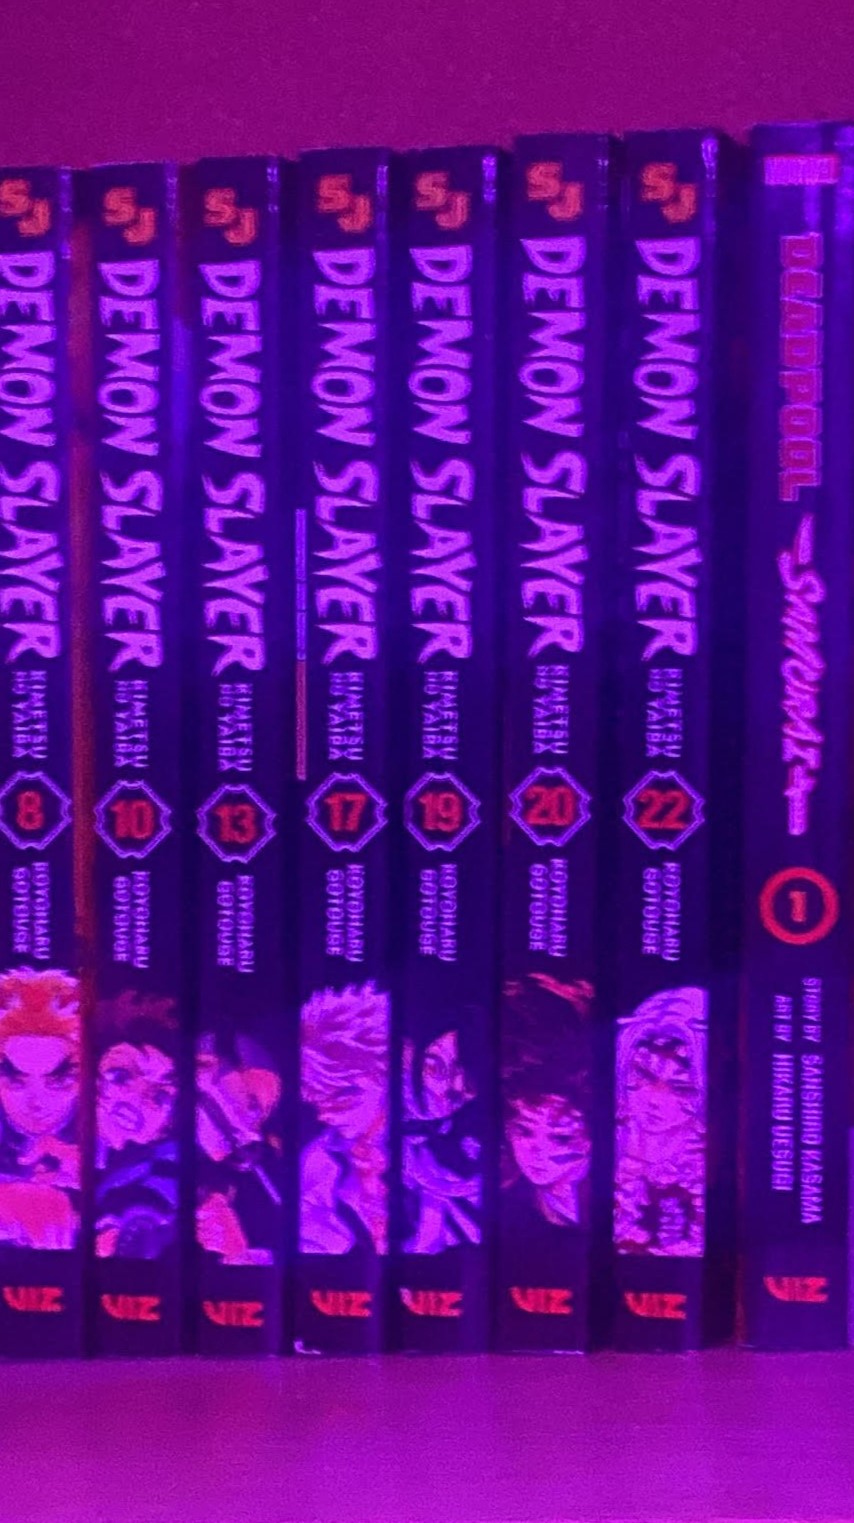 SJ
DEMON SLAYER
KIMETSU
NO YAIBA
8
KOYOHARU
GOTOUGE
VIZ
SJ
DEMON SLAYER
KIMETSU
NO YAIBA
10
KOYOHARU
GOTOUGE
VIZ
SJ
DEMON SLAYER
KIMETSU
NO YAIBA
13
KOYOHARU
GOTOUGE
VIZ
SJ
DEMON SLAYER
KIMETSU
NO YAIBA
17
KOYOHARU
GOTOUGE
VIZ
SJ
DEMON SLAYER
KIMETSU
NO YAIBA
19
KOYOHARU
GOTOUGE
VIZ
SJ
DEMON SLAYER
KIMETSU
NO YAIBA
20
KOYOHARU
GOTOUGE
VIZ
SJ
DEMON SLAYER
KIMETSU
NO YAIBA
22
KOYOHARU
GOTOUGE
VIZ
DEADPOOL
SAMURAI
1
STORY BY SANSHIRO KASAMA
ART BY HIKARU UESUGI
VIZ